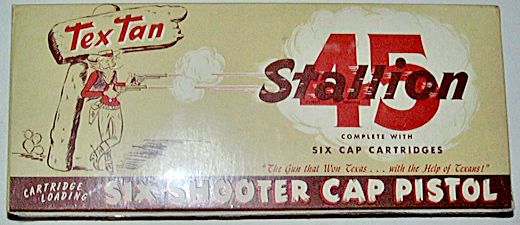 Tex Tan
45
Stallion
COMPLETE WITH
SIX CAP CARTRIDGES
"The Gun that Won Texas . . . with the Help of Texans!"
CARTRIDGE
LOADING
SIX SHOOTER CAP PISTOL